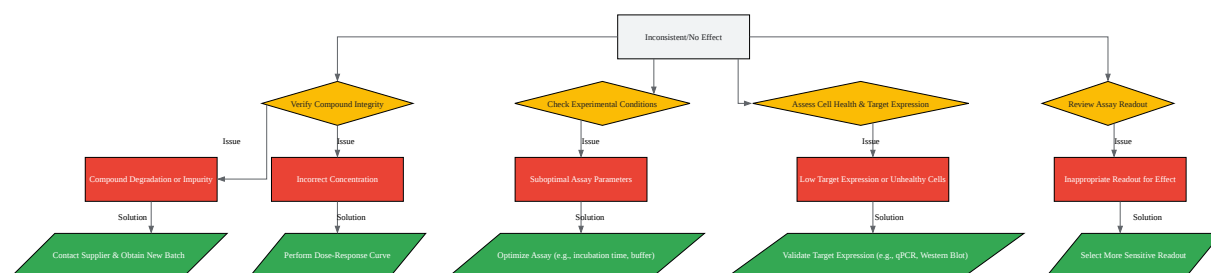 Inconsistent/No Effect
Verify Compound Integrity
Check Experimental Conditions
Assess Cell Health & Target Expression
Review Assay Readout
Issue
Issue
Issue
Issue
Issue
Compound Degradation or Impurity
Incorrect Concentration
Suboptimal Assay Parameters
Low Target Expression or Unhealthy Cells
Inappropriate Readout for Effect
Solution
Solution
Solution
Solution
Solution
Contact Supplier & Obtain New Batch
Perform Dose-Response Curve
Optimize Assay (e.g., incubation time, buffer)
Validate Target Expression (e.g., qPCR, Western Blot)
Select More Sensitive Readout